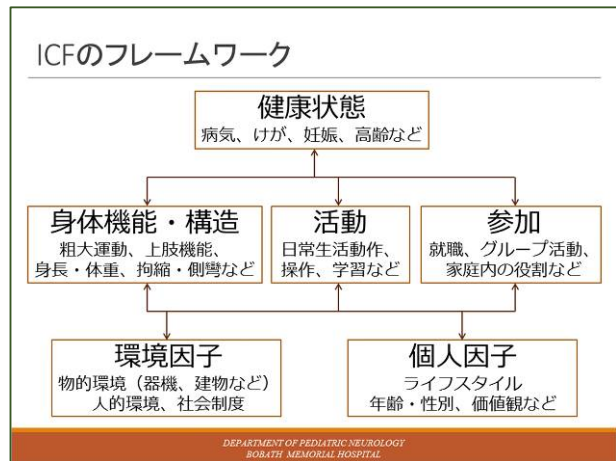 ICFのフレームワーク
健康状態
病気、けが、妊娠、高齢など
身体機能・構造
粗大運動、上肢機能、
身長・体重、拘縮・側彎など
活動
日常生活動作、
操作、学習など
参加
就職、グループ活動、
家庭内の役割など
環境因子
物的環境（器機、建物など）
人的環境、社会制度
個人因子
ライフスタイル
年齢・性別、価値観など
DEPARTMENT OF PEDIATRIC NEUROLOGY
BOBATH MEMORIAL HOSPITAL